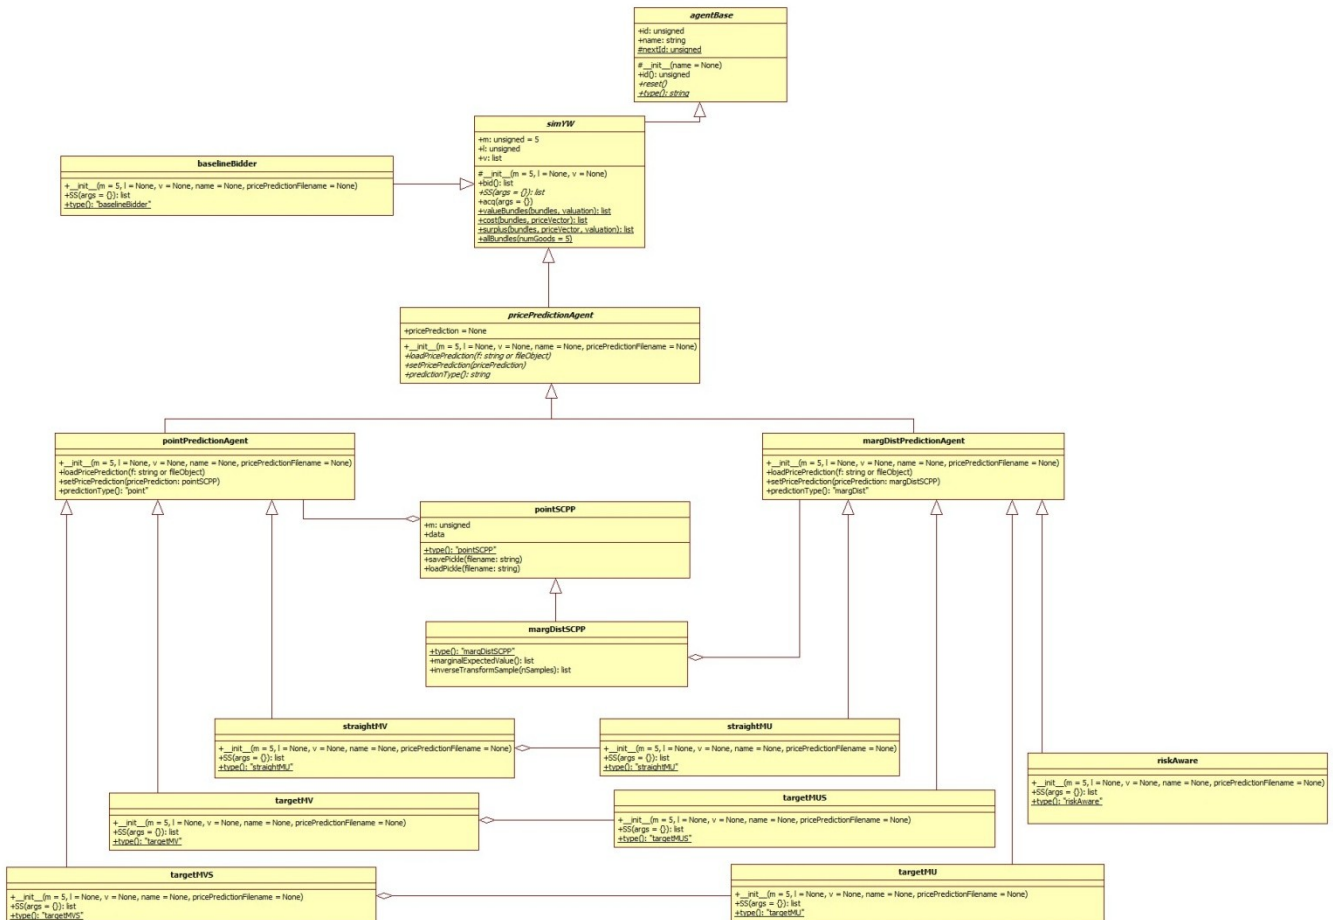 agentBase
+id: unsigned
+name: string
#nextId: unsigned
#__init__(name = None)
+id(): unsigned
+reset()
+type(): string
simYW
+m: unsigned = 5
+l: unsigned
+v: list
#__init__(m = 5, l = None, v = None)
+bid(): list
+SS(args = {}): list
+acq(args = {})
+valueBundles(bundles, valuation): list
+cost(bundles, priceVector): list
+surplus(bundles, priceVector, valuation): list
+allBundles(numGoods = 5)
baselineBidder
+__init__(m = 5, l = None, v = None, name = None, pricePredictionFilename = None)
+SS(args = {}): list
+type(): "baselineBidder"
pricePredictionAgent
+pricePrediction = None
+__init__(m = 5, l = None, v = None, name = None, pricePredictionFilename = None)
+loadPricePrediction(f: string or fileObject)
+setPricePrediction(pricePrediction)
+predictionType(): string
pointPredictionAgent
+__init__(m = 5, l = None, v = None, name = None, pricePredictionFilename = None)
+loadPricePrediction(f: string or fileObject)
+setPricePrediction(pricePrediction: pointSCPP)
+predictionType(): "point"
margDistPredictionAgent
+__init__(m = 5, l = None, v = None, name = None, pricePredictionFilename = None)
+loadPricePrediction(f: string or fileObject)
+setPricePrediction(pricePrediction: margDistSCPP)
+predictionType(): "margDist"
pointSCPP
+m: unsigned
+data
+type(): "pointSCPP"
+savePickle(filename: string)
+loadPickle(filename: string)
margDistSCPP
+type(): "margDistSCPP"
+marginalExpectedValue(): list
+inverseTransformSample(nSamples): list
straightMV
+__init__(m = 5, l = None, v = None, name = None, pricePredictionFilename = None)
+SS(args = {}): list
+type(): "straightMU"
straightMU
+__init__(m = 5, l = None, v = None, name = None, pricePredictionFilename = None)
+SS(args = {}): list
+type(): "straightMU"
riskAware
+__init__(m = 5, l = None, v = None, name = None, pricePredictionFilename = None)
+SS(args = {}): list
+type(): "riskAware"
targetMV
+__init__(m = 5, l = None, v = None, name = None, pricePredictionFilename = None)
+SS(args = {}): list
+type(): "targetMV"
targetMUS
+__init__(m = 5, l = None, v = None, name = None, pricePredictionFilename = None)
+SS(args = {}): list
+type(): "targetMUS"
targetMVS
+__init__(m = 5, l = None, v = None, name = None, pricePredictionFilename = None)
+SS(args = {}): list
+type(): "targetMVS"
targetMU
+__init__(m = 5, l = None, v = None, name = None, pricePredictionFilename = None)
+SS(args = {}): list
+type(): "targetMU"